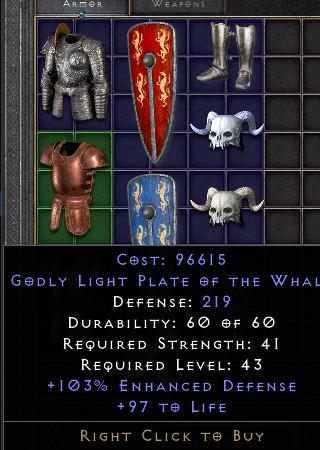 Armor
Weapons
Cost: 96615
Godly Light Plate of the Whal
Defense: 219
Durability: 60 of 60
Required Strength: 41
Required Level: 43
+103% Enhanced Defense
+97 to Life
Right Click to Buy